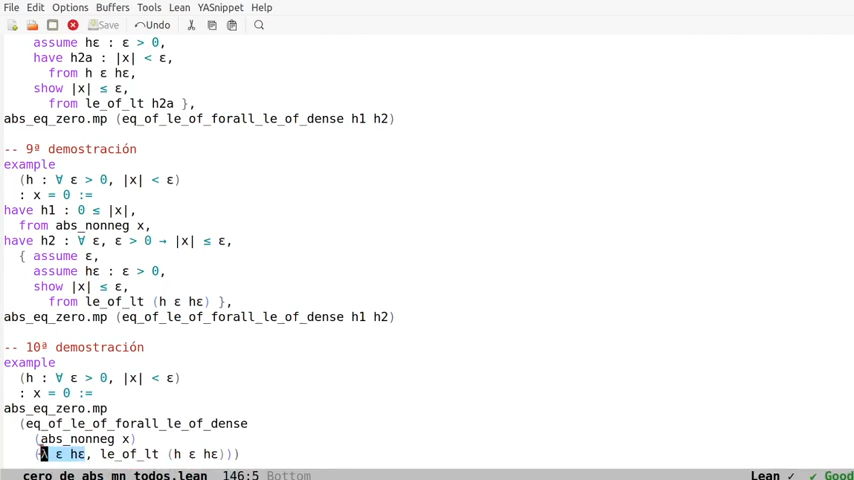 File Edit Options Buffers Tools Lean YASnippet Help
Save Undo
assume hε : ε > 0,
have h2a : |x| < ε,
from h ε hε,
show |x| ≤ ε,
from le_of_lt h2a },
abs_eq_zero.mp (eq_of_le_of_forall_le_of_dense h1 h2)
-- 9ª demostración
example
(h : ∀ ε > 0, |x| < ε)
: x = 0 :=
have h1 : 0 ≤ |x|,
from abs_nonneg x,
have h2 : ∀ ε, ε > 0 → |x| ≤ ε,
{ assume ε,
assume hε : ε > 0,
show |x| ≤ ε,
from le_of_lt (h ε hε) },
abs_eq_zero.mp (eq_of_le_of_forall_le_of_dense h1 h2)
-- 10ª demostración
example
(h : ∀ ε > 0, |x| < ε)
: x = 0 :=
abs_eq_zero.mp
(eq_of_le_of_forall_le_of_dense
(abs_nonneg x)
(λ ε hε, le_of_lt (h ε hε)))
cero_de_abs_mn_todos.lean 146:5 Bottom Lean ✓ ✓ Good